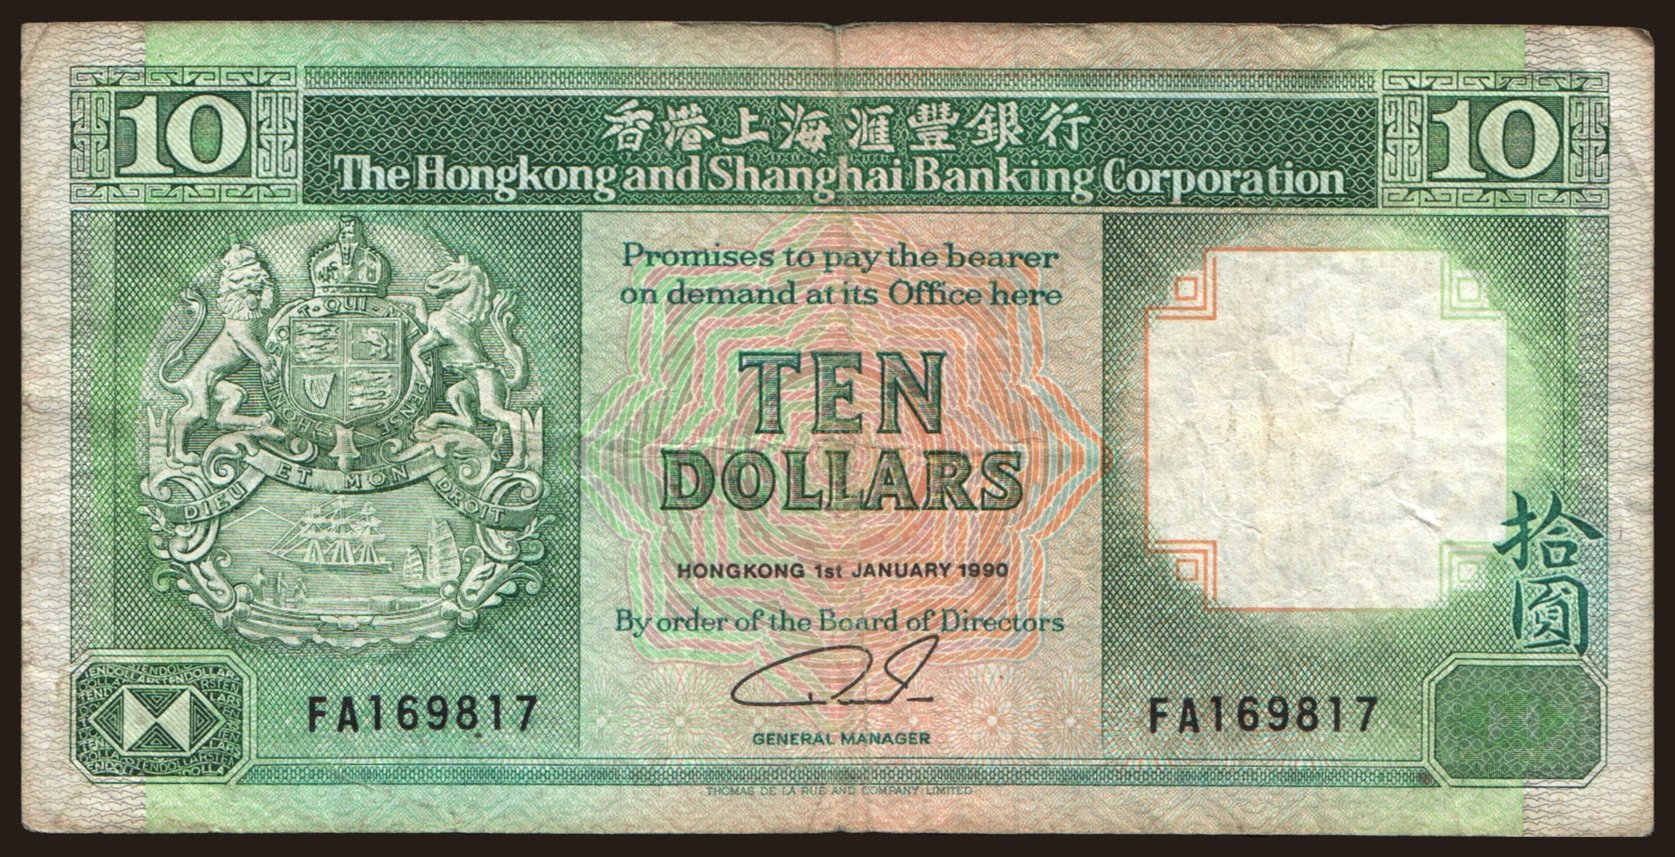 10
香港上海滙豐銀行
The Hongkong and Shanghai Banking Corporation
10
Promises to pay the bearer
on demand at its Office here
TEN
DOLLARS
HONGKONG 1st JANUARY 1990
By order of the Board of Directors
GENERAL MANAGER
QUI
DIEU ET MON DROIT
拾圓
FA169817
FA169817
THOMAS DE LA RUE AND COMPANY LIMITED